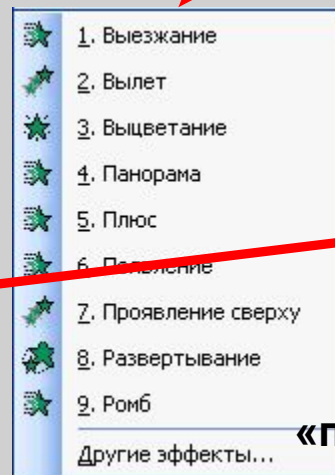 1. Выезжание
2. Вылет
3. Выцветание
4. Панорама
5. Плюс
6. Появление
7. Проявление сверху
8. Развертывание
9. Ромб
Другие эффекты...